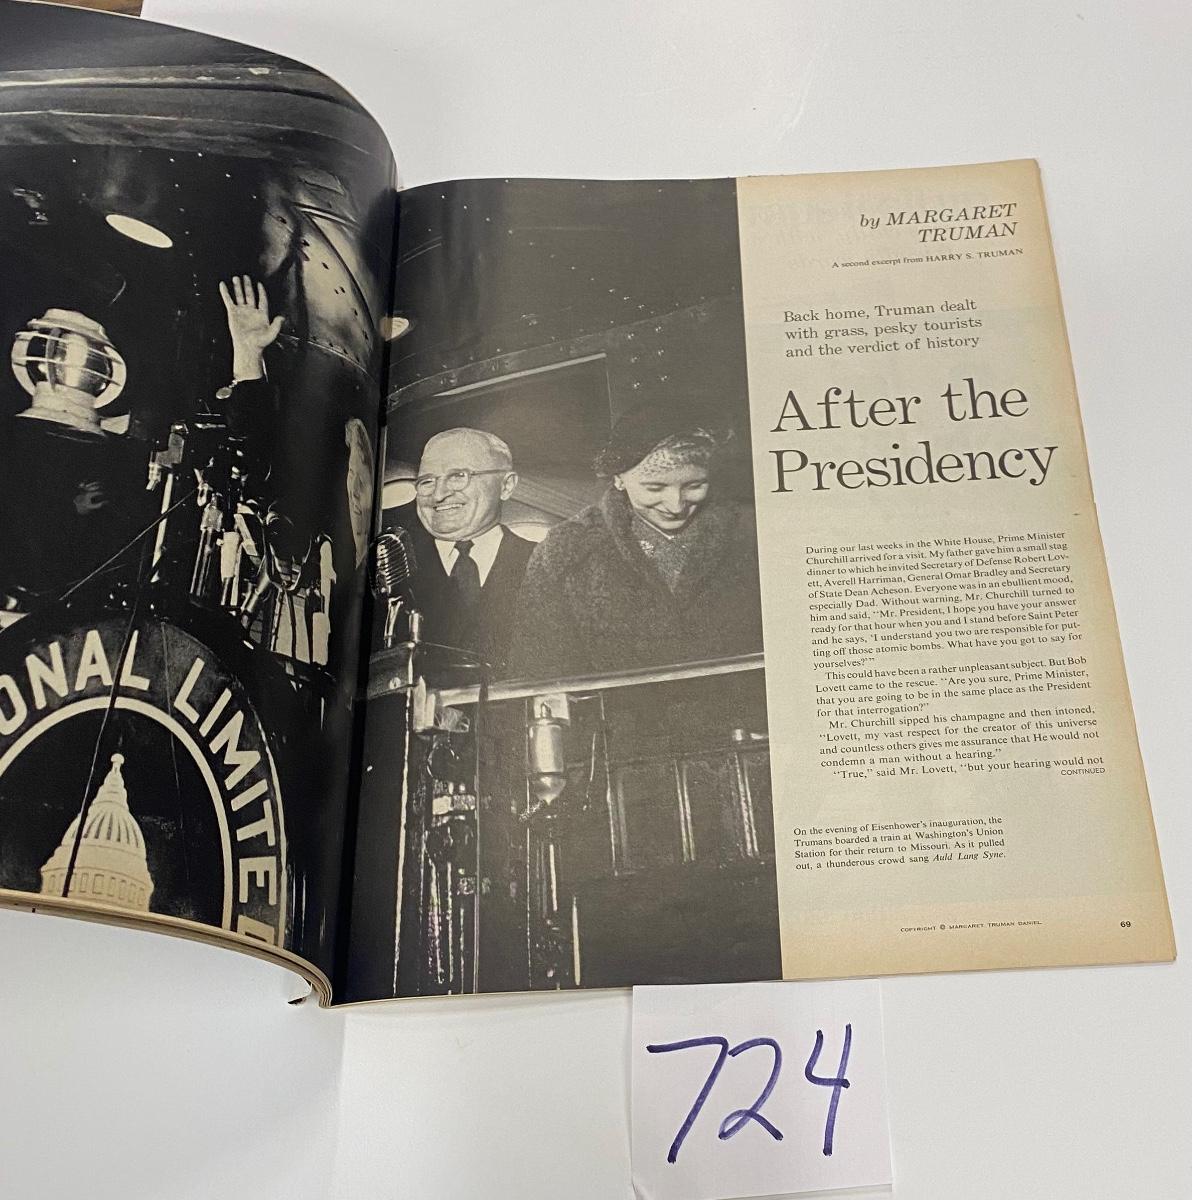 ONAL LIMITED
by MARGARET
TRUMAN
A second excerpt from HARRY S. TRUMAN
Back home, Truman dealt
with grass, pesky tourists
and the verdict of history
After the
Presidency
During our last weeks in the White House, Prime Minister
Churchill arrived for a visit. My father gave him a small stag
dinner to which he invited Secretary of Defense Robert Lov-
ett, Averell Harriman, General Omar Bradley and Secretary
of State Dean Acheson. Everyone was in an ebullient mood,
especially Dad. Without warning, Mr. Churchill turned to
him and said, "Mr. President, I hope you have your answer
ready for that hour when you and I stand before Saint Peter
and he says, 'I understand you two are responsible for put-
ting off those atomic bombs. What have you got to say for
yourselves?'"
This could have been a rather unpleasant subject. But Bob
Lovett came to the rescue. "Are you sure, Prime Minister,
that you are going to be in the same place as the President
for that interrogation?"
Mr. Churchill sipped his champagne and then intoned,
"Lovett, my vast respect for the creator of this universe
and countless others gives me assurance that He would not
condemn a man without a hearing."
"True," said Mr. Lovett, "but your hearing would not
CONTINUED
On the evening of Eisenhower's inauguration, the
Trumans boarded a train at Washington's Union
Station for their return to Missouri. As it pulled
out, a thunderous crowd sang Auld Lang Syne.
COPYRIGHT © MARGARET TRUMAN DANIEL
69
724